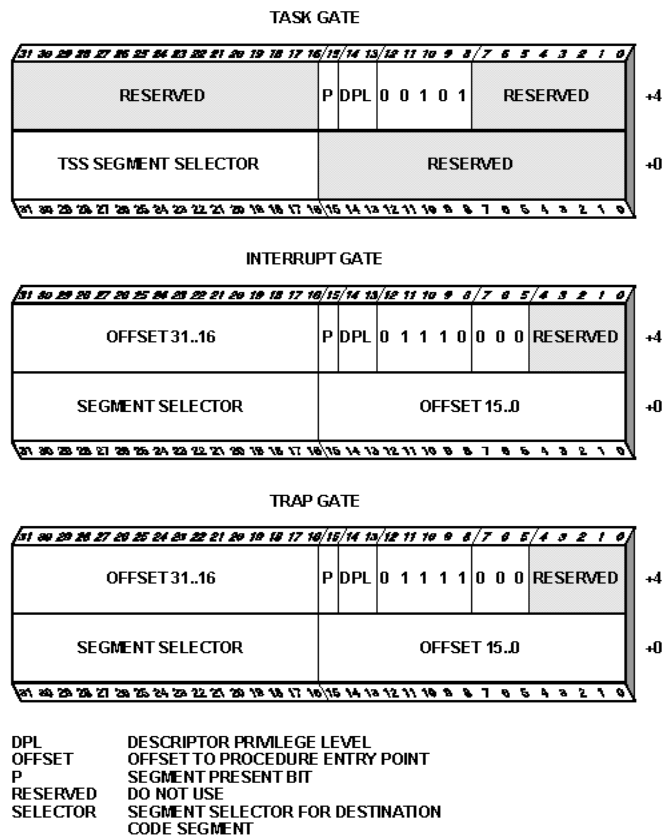 TASK GATE
31 30 29 28 27 26 25 24 23 22 21 20 19 18 17 16 15 14 13 12 11 10 9 8 7 6 5 4 3 2 1 0
RESERVED P DPL 0 0 1 0 1 RESERVED +4
TSS SEGMENT SELECTOR RESERVED +0
31 30 29 28 27 26 25 24 23 22 21 20 19 18 17 16 15 14 13 12 11 10 9 8 7 6 5 4 3 2 1 0
INTERRUPT GATE
31 30 29 28 27 26 25 24 23 22 21 20 19 18 17 16 15 14 13 12 11 10 9 8 7 6 5 4 3 2 1 0
OFFSET 31..16 P DPL 0 1 1 1 0 0 0 0 RESERVED +4
SEGMENT SELECTOR OFFSET 15..0 +0
31 30 29 28 27 26 25 24 23 22 21 20 19 18 17 16 15 14 13 12 11 10 9 8 7 6 5 4 3 2 1 0
TRAP GATE
31 30 29 28 27 26 25 24 23 22 21 20 19 18 17 16 15 14 13 12 11 10 9 8 7 6 5 4 3 2 1 0
OFFSET 31..16 P DPL 0 1 1 1 1 0 0 0 RESERVED +4
SEGMENT SELECTOR OFFSET 15..0 +0
31 30 29 28 27 26 25 24 23 22 21 20 19 18 17 16 15 14 13 12 11 10 9 8 7 6 5 4 3 2 1 0
DPL DESCRIPTOR PRIVILEGE LEVEL
OFFSET OFFSET TO PROCEDURE ENTRY POINT
P SEGMENT PRESENT BIT
RESERVED DO NOT USE
SELECTOR SEGMENT SELECTOR FOR DESTINATION
CODE SEGMENT